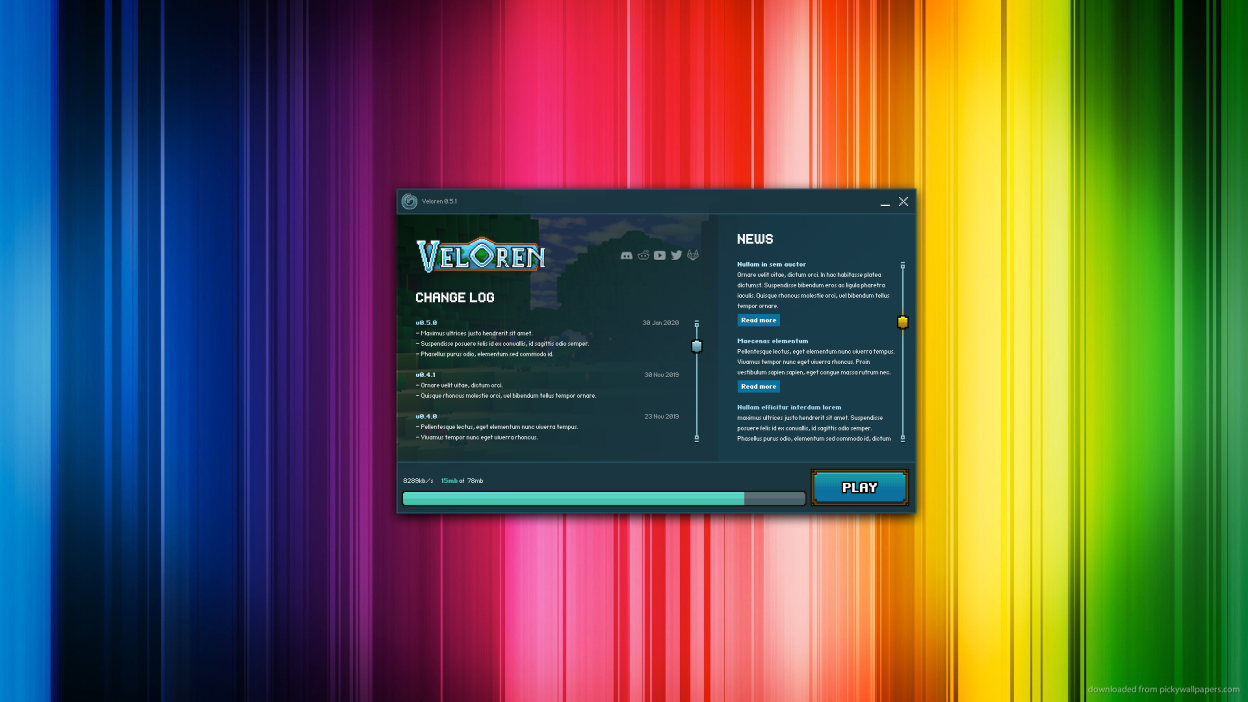 Veloren 0.5.1
VELOREN
CHANGE LOG
v0.5.0 30 Jan 2020
- Maximus ultrices justo hendrerit sit amet.
- Suspendisse posuere felis id ex convallis, id sagittis odio semper.
- Phasellus purus odio, elementum sed commodo id.
v0.4.1 30 Nov 2019
- Ornare velit vitae, dictum orci.
- Quisque rhoncus molestie orci, vel bibendum tellus tempor ornare.
v0.4.0 23 Nov 2019
- Pellentesque lectus, eget elementum nunc viverra tempus.
- Vivamus tempor nunc eget viverra rhoncus.
NEWS
Nullam in sem auctor
Ornare velit vitae, dictum orci. In hac habitasse platea
dictumst. Suspendisse bibendum eros ac ligula pharetra
iaculis. Quisque rhoncus molestie orci, vel bibendum tellus
tempor ornare.
Read more
Maecenas elementum
Pellentesque lectus, eget elementum nunc viverra tempus.
Vivamus tempor nunc eget viverra rhoncus. Proin
vestibulum sapien sapien, eget congue massa rutrum nec.
Read more
Nullam efficitur interdum lorem
maximus ultrices justo hendrerit sit amet. Suspendisse
posuere felis id ex convallis, id sagittis odio semper.
Phasellus purus odio, elementum sed commodo id, dictum
8289kb/s 15mb of 78mb
PLAY
downloaded from pickywallpapers.com